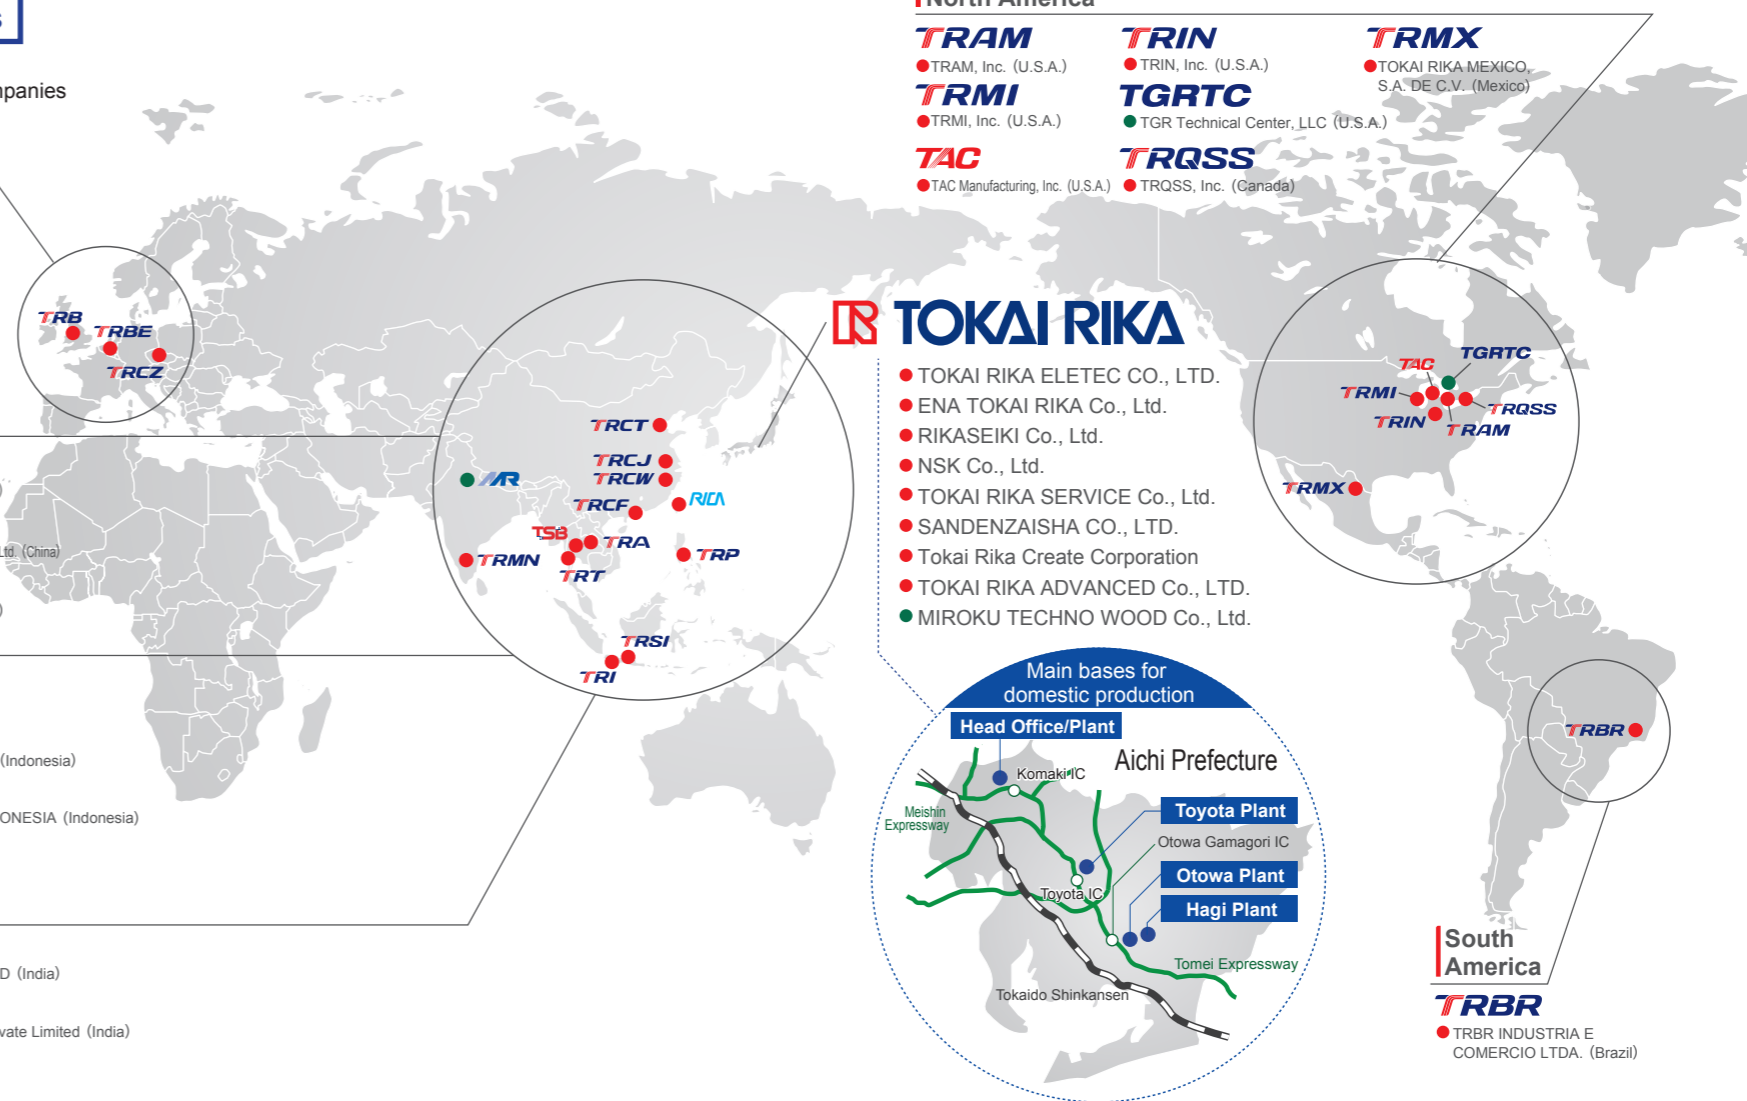 North America
TRAM
TRAM, Inc. (U.S.A.)
TRIN
TRIN, Inc. (U.S.A.)
TRMX
TOKAI RIKA MEXICO,
S.A. DE C.V. (Mexico)
TRMI
TRMI, Inc. (U.S.A.)
TGRTC
TGR Technical Center, LLC (U.S.A.)
TAC
TAC Manufacturing, Inc. (U.S.A.)
TRQSS
TRQSS, Inc. (Canada)
TRB
TRBE
TRCZ
TRCT
TRCJ
TRCW
TRCF
RICA
TSB
TRA
TRMN
TRT
TRP
TRSI
TRI
TOKAI RIKA
TOKAI RIKA ELETEC CO., LTD.
ENA TOKAI RIKA Co., Ltd.
RIKASEIKI Co., Ltd.
NSK Co., Ltd.
TOKAI RIKA SERVICE Co., Ltd.
SANDENZAISHA CO., LTD.
Tokai Rika Create Corporation
TOKAI RIKA ADVANCED Co., LTD.
MIROKU TECHNO WOOD Co., Ltd.
TAC
TGRTC
TRMI
TRQSS
TRIN
TRAM
TRMX
Ltd. (China)
(Indonesia)
ONESIA (Indonesia)
D (India)
vate Limited (India)
Main bases for
domestic production
Head Office/Plant
Aichi Prefecture
Komaki IC
Meishin
Expressway
Toyota Plant
Otowa Gamagori IC
Otowa Plant
Toyota IC
Hagi Plant
Tomei Expressway
Tokaido Shinkansen
TRBR
South
America
TRBR
TRBR INDUSTRIA E
COMERCIO LTDA. (Brazil)